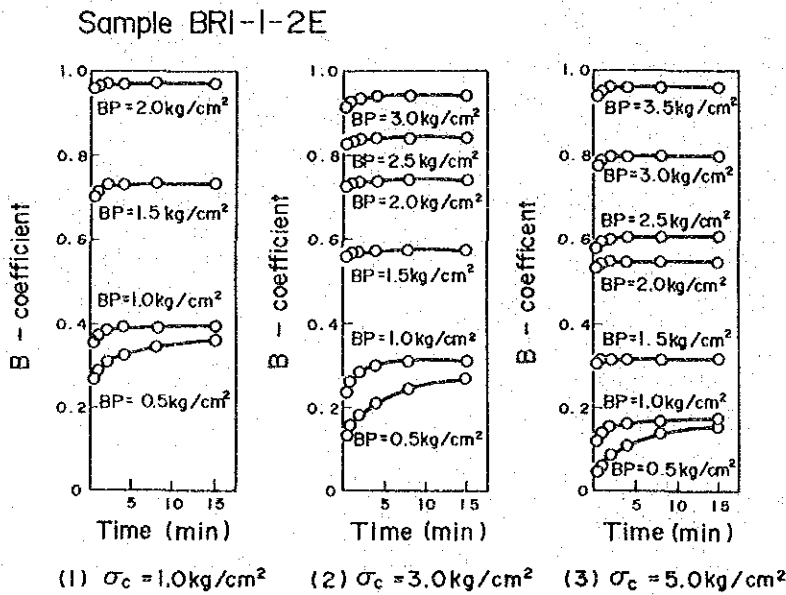 Sample BRI-1-2E
B - coefficient
1.0
0.8
0.6
0.4
0.2
0
BP=2.0kg/cm²
BP=1.5kg/cm²
BP=1.0kg/cm²
BP=0.5kg/cm²
5 10 15
Time (min)
(1) σc =1.0kg/cm²
B - coefficient
1.0
0.8
0.6
0.4
0.2
0
BP=3.0kg/cm²
BP=2.5kg/cm²
BP=2.0kg/cm²
BP=1.5kg/cm²
BP=1.0kg/cm²
BP=0.5kg/cm²
5 10 15
Time (min)
(2) σc =3.0kg/cm²
B - coefficient
1.0
0.8
0.6
0.4
0.2
0
BP=3.5kg/cm²
BP=3.0kg/cm²
BP=2.5kg/cm²
BP=2.0kg/cm²
BP=1.5kg/cm²
BP=1.0kg/cm²
BP=0.5kg/cm²
5 10 15
Time (min)
(3) σc =5.0kg/cm²